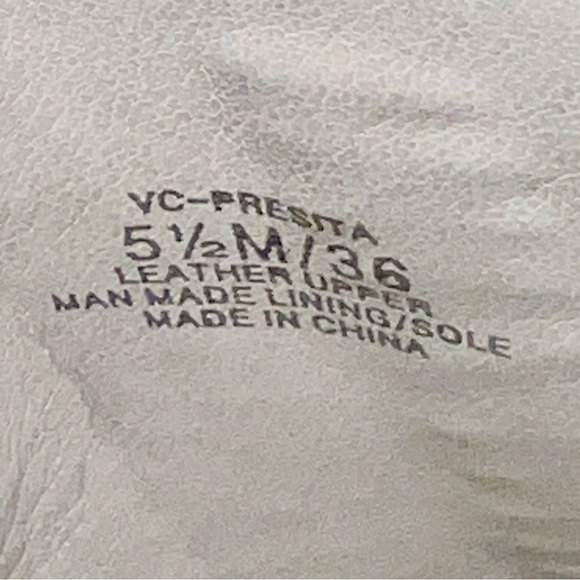 VC-PRESITA
5½M/36
LEATHER UPPER
MAN MADE LINING/SOLE
MADE IN CHINA